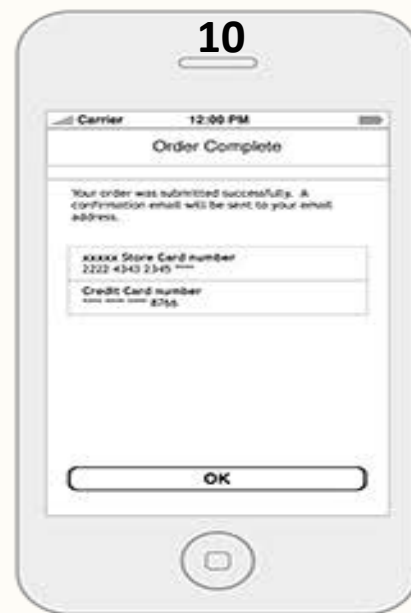 10
Carrier 12:00 PM
Order Complete
Your order was submitted successfully. A
confirmation email will be sent to your email
address.
xxxxx Store Card number
2222 4343 2345 ****
Credit Card number
**** **** **** 8766
OK